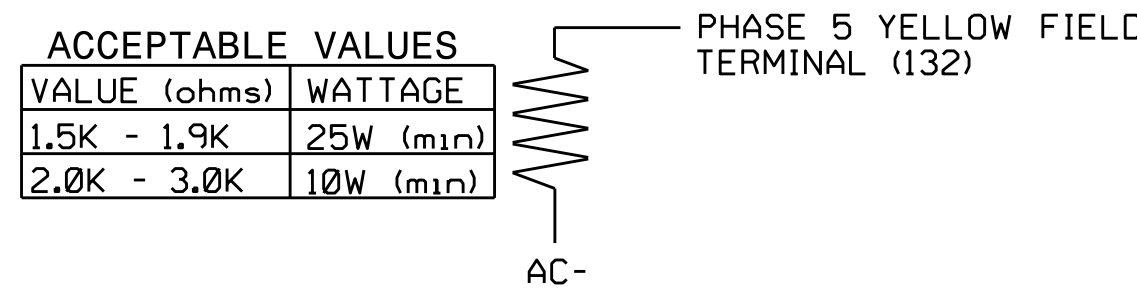 PHASE 5 YELLOW FIELD
TERMINAL (132)
ACCEPTABLE VALUES
VALUE (ohms) WATTAGE
1.5K - 1.9K 25W (min)
2.0K - 3.0K 10W (min)
AC-